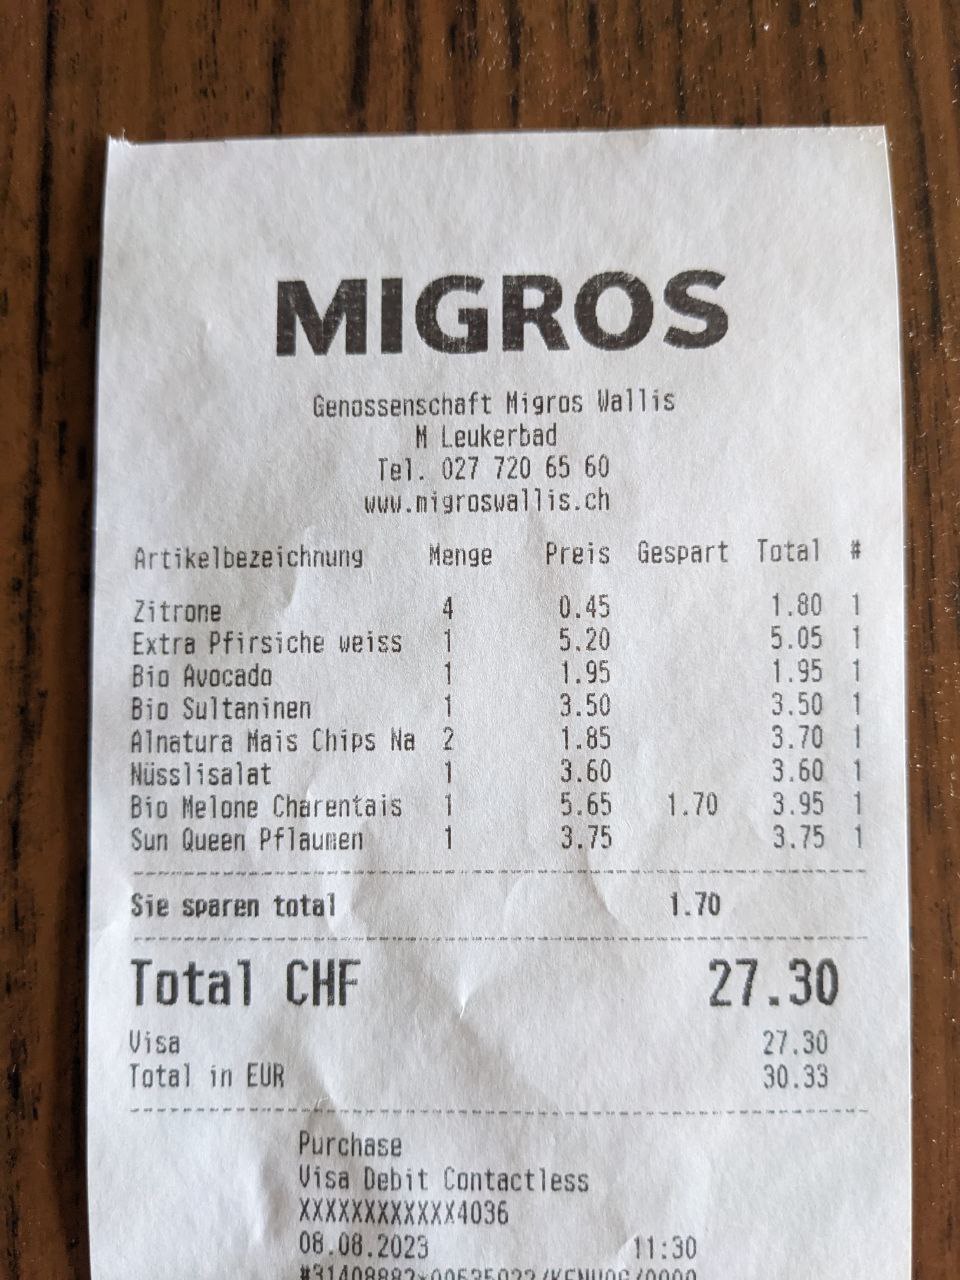 MIGROS
Genossenschaft Migros Wallis
M Leukerbad
Tel. 027 720 65 60
www.migroswallis.ch
Artikelbezeichnung Menge Preis Gespart Total #
Zitrone 4 0.45 1.80 1
Extra Pfirsiche weiss 1 5.20 5.05 1
Bio Avocado 1 1.95 1.95 1
Bio Sultaninen 1 3.50 3.50 1
Alnatura Mais Chips Na 2 1.85 3.70 1
Nüsslisalat 1 3.60 3.60 1
Bio Melone Charentais 1 5.65 1.70 3.95 1
Sun Queen Pflaumen 1 3.75 3.75 1
Sie sparen total 1.70
Total CHF 27.30
Visa 27.30
Total in EUR 30.33
Purchase
Visa Debit Contactless
XXXXXXXXXXXX4036
08.08.2023 11:30